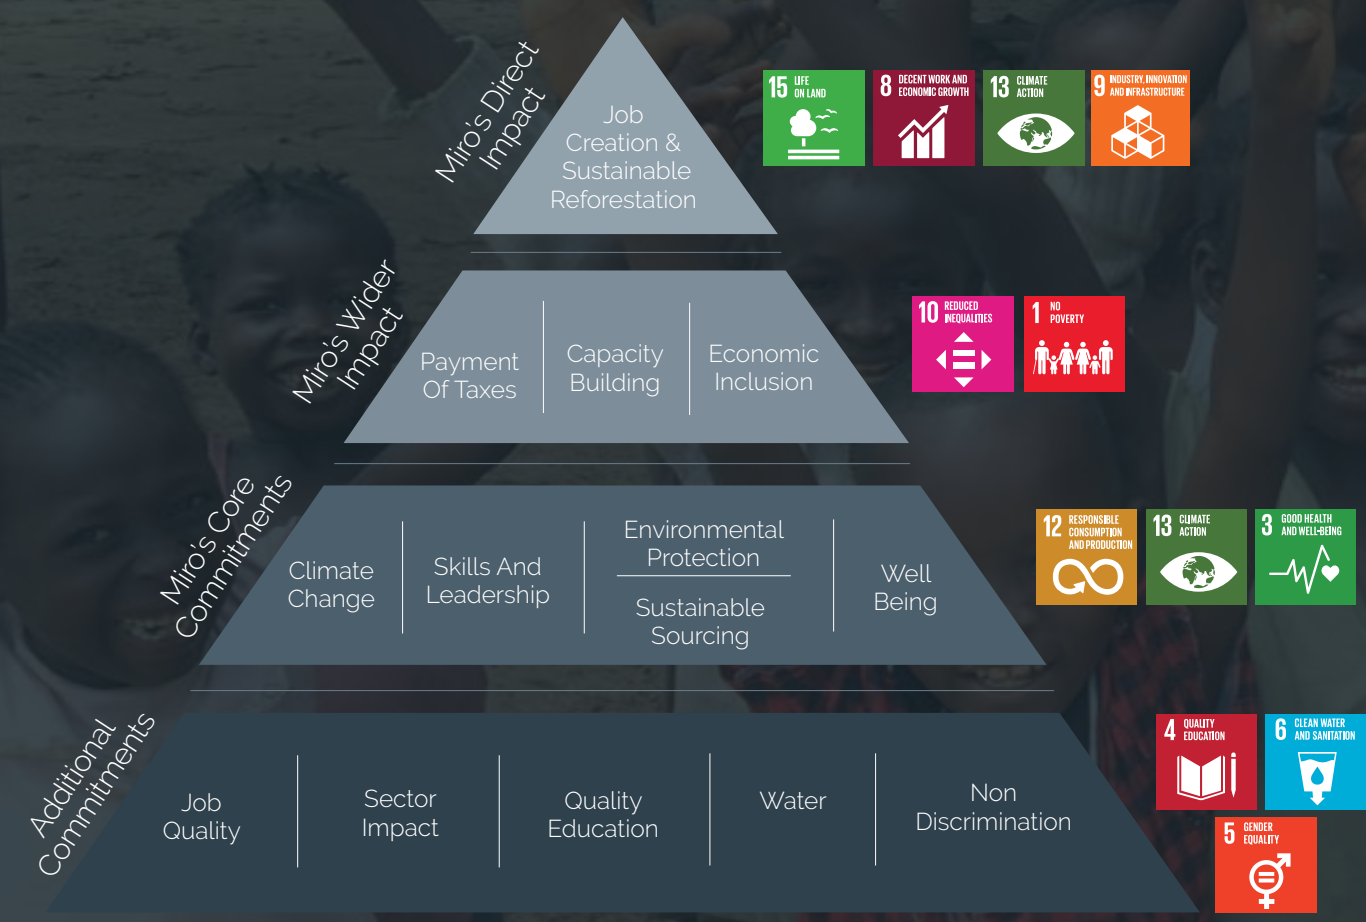 Miro's Direct
Impact
Job
Creation &
Sustainable
Reforestation
15 LIFE
ON LAND
8 DECENT WORK AND
ECONOMIC GROWTH
13 CLIMATE
ACTION
9 INDUSTRY, INNOVATION
AND INFRASTRUCTURE
Miro's Wider
Impact
Payment
Of Taxes
Capacity
Building
Economic
Inclusion
10 REDUCED
INEQUALITIES
1 NO
POVERTY
Miro's Core
Commitments
Climate
Change
Skills And
Leadership
Environmental
Protection
Sustainable
Sourcing
Well
Being
12 RESPONSIBLE
CONSUMPTION
AND PRODUCTION
13 CLIMATE
ACTION
3 GOOD HEALTH
AND WELL-BEING
Additional
Commitments
Job
Quality
Sector
Impact
Quality
Education
Water
Non
Discrimination
4 QUALITY
EDUCATION
6 CLEAN WATER
AND SANITATION
5 GENDER
EQUALITY